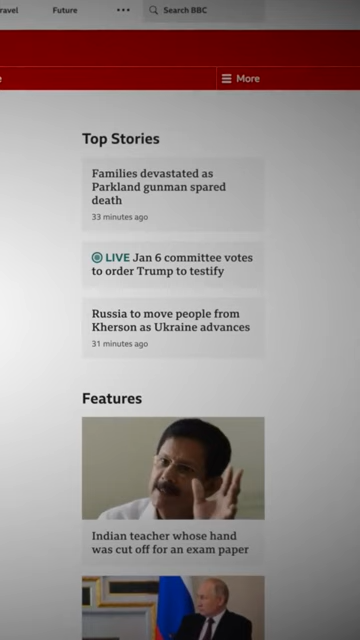 Future
•••
Search BBC
More
Top Stories
Families devastated as
Parkland gunman spared
death
33 minutes ago
LIVE Jan 6 committee votes
to order Trump to testify
Russia to move people from
Kherson as Ukraine advances
31 minutes ago
Features
Indian teacher whose hand
was cut off for an exam paper